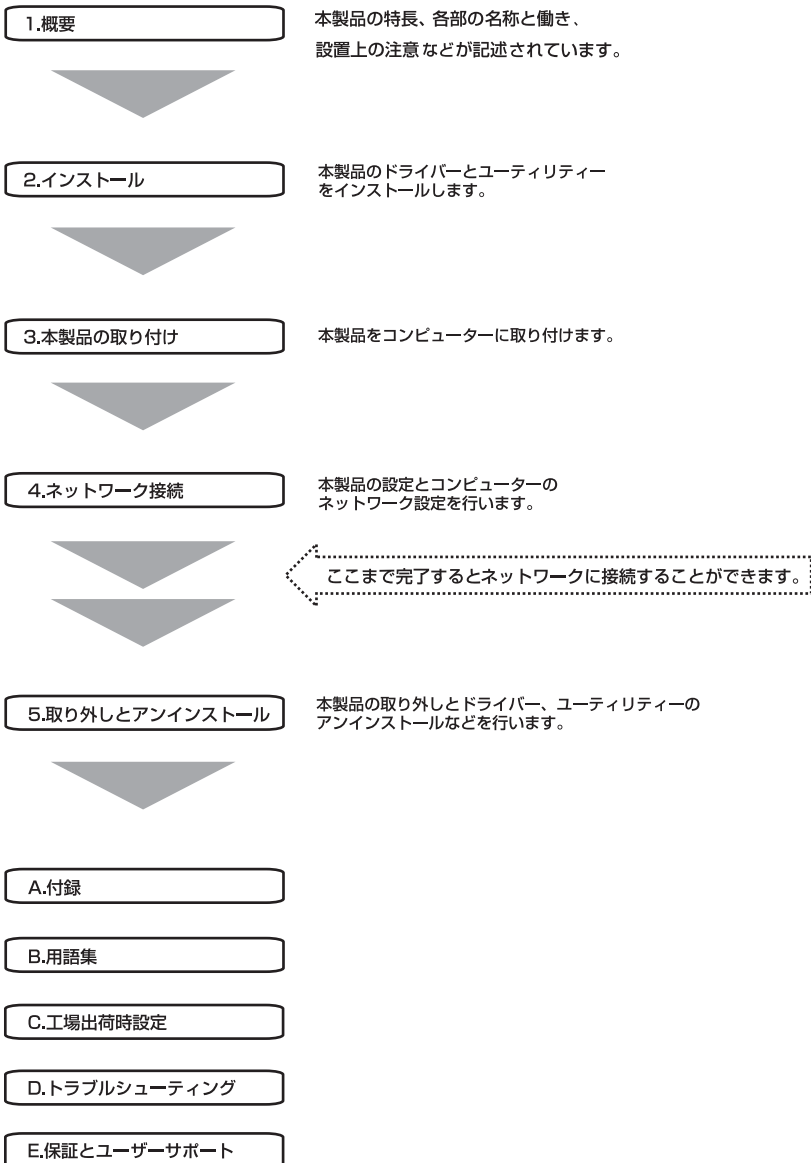 1.概要
本製品の特長、各部の名称と働き、
設置上の注意などが記述されています。
2.インストール
本製品のドライバーとユーティリティー
をインストールします。
3.本製品の取り付け
本製品をコンピューターに取り付けます。
4.ネットワーク接続
本製品の設定とコンピューターの
ネットワーク設定を行います。
ここまで完了するとネットワークに接続することができます。
5.取り外しとアンインストール
本製品の取り外しとドライバー、ユーティリティーの
アンインストールなどを行います。
A.付録
B.用語集
C.工場出荷時設定
D.トラブルシューティング
E.保証とユーザーサポート